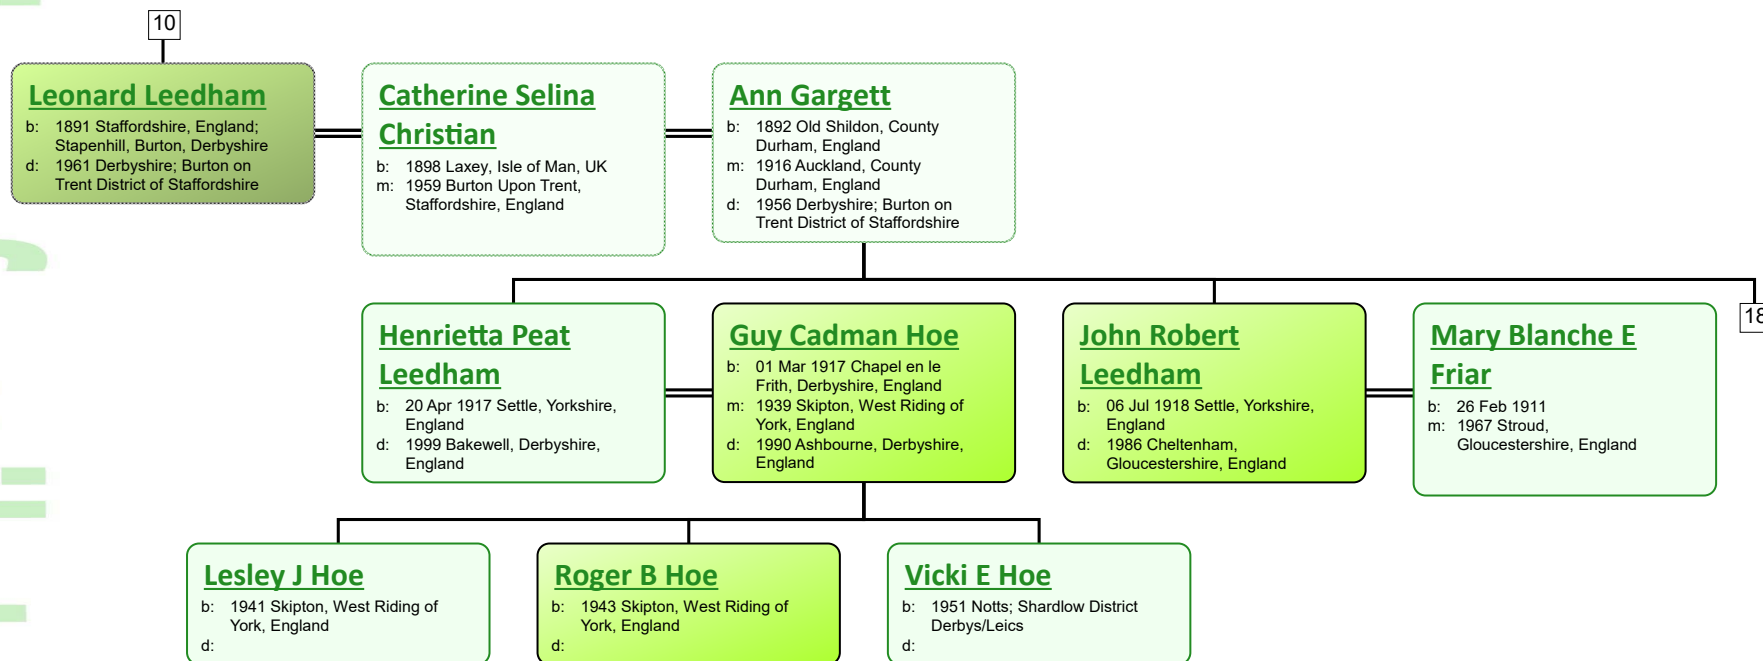 10
Leonard Leedham
b: 1891 Staffordshire, England;
Stapenhill, Burton, Derbyshire
d: 1961 Derbyshire; Burton on
Trent District of Staffordshire
Catherine Selina
Christian
b: 1898 Laxey, Isle of Man, UK
m: 1959 Burton Upon Trent,
Staffordshire, England
Ann Gargett
b: 1892 Old Shildon, County
Durham, England
m: 1916 Auckland, County
Durham, England
d: 1956 Derbyshire; Burton on
Trent District of Staffordshire
Henrietta Peat
Leedham
b: 20 Apr 1917 Settle, Yorkshire,
England
d: 1999 Bakewell, Derbyshire,
England
Guy Cadman Hoe
b: 01 Mar 1917 Chapel en le
Frith, Derbyshire, England
m: 1939 Skipton, West Riding of
York, England
d: 1990 Ashbourne, Derbyshire,
England
John Robert
Leedham
b: 06 Jul 1918 Settle, Yorkshire,
England
d: 1986 Cheltenham,
Gloucestershire, England
Mary Blanche E
Friar
b: 26 Feb 1911
m: 1967 Stroud,
Gloucestershire, England
18
Lesley J Hoe
b: 1941 Skipton, West Riding of
York, England
d:
Roger B Hoe
b: 1943 Skipton, West Riding of
York, England
d:
Vicki E Hoe
b: 1951 Notts; Shardlow District
Derbys/Leics
d: